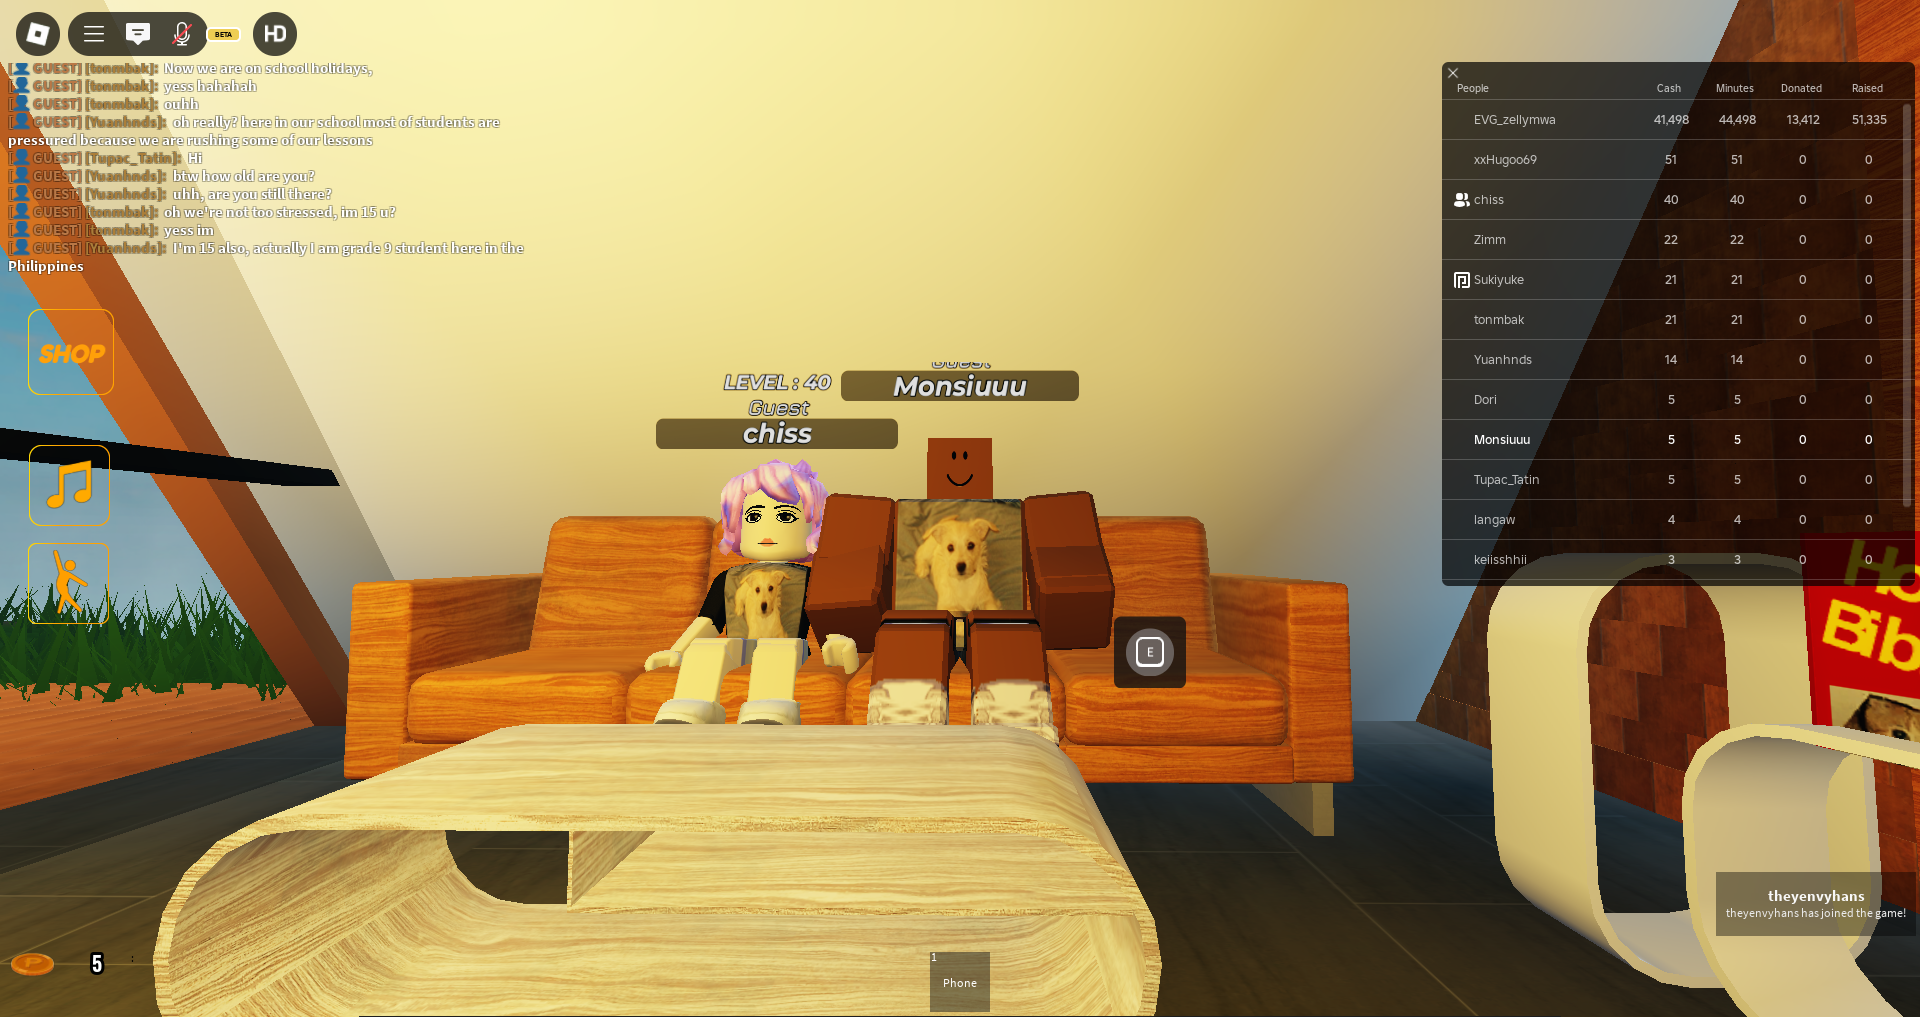 BETA
HD
[👤 GUEST] [tonmbak]: Now we are on school holidays,
[👤 GUEST] [tonmbak]: yess hahahah
[👤 GUEST] [tonmbak]: ouhh
[👤 GUEST] [Yuanhnds]: oh really? here in our school most of students are
pressured because we are rushing some of our lessons
[👤 GUEST] [Tupac_Tatin]: Hi
[👤 GUEST] [Yuanhnds]: btw how old are you?
[👤 GUEST] [Yuanhnds]: uhh, are you still there?
[👤 GUEST] [tonmbak]: oh we're not too stressed, im 15 u?
[👤 GUEST] [tonmbak]: yess im
[👤 GUEST] [Yuanhnds]: I'm 15 also, actually I am grade 9 student here in the
Philippines
SHOP
LEVEL : 40
Guest
chiss
Guest
Monsiuuu
E
People Cash Minutes Donated Raised
EVG_zellymwa 41,498 44,498 13,412 51,335
xxHugoo69 51 51 0 0
chiss 40 40 0 0
Zimm 22 22 0 0
Sukiyuke 21 21 0 0
tonmbak 21 21 0 0
Yuanhnds 14 14 0 0
Dori 5 5 0 0
Monsiuuu 5 5 0 0
Tupac_Tatin 5 5 0 0
langaw 4 4 0 0
keiisshhii 3 3 0 0
Ho
Bib
theyenvyhans
theyenvyhans has joined the game!
P
5
1
Phone